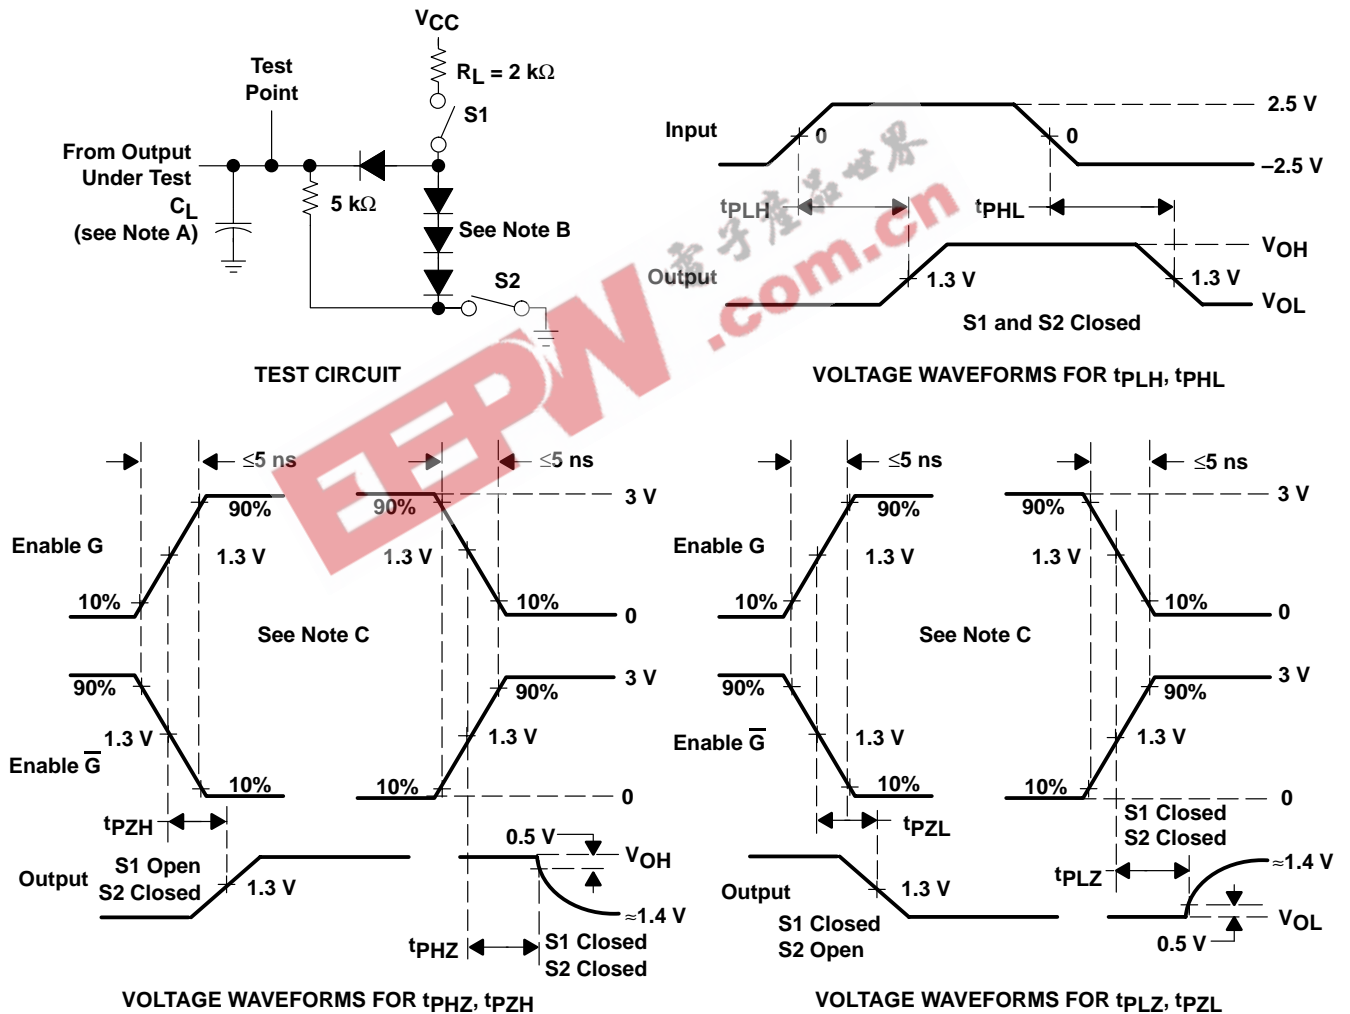 VCC
RL = 2 kΩ
Test
Point
S1
From Output
Under Test
CL
(see Note A)
5 kΩ
See Note B
S2
TEST CIRCUIT
Input
0
0
2.5 V
–2.5 V
tPLH
tPHL
Output
1.3 V
1.3 V
VOH
VOL
S1 and S2 Closed
VOLTAGE WAVEFORMS FOR tPLH, tPHL
電子產品世界
EEPW
.com.cn
≤5 ns
≤5 ns
90%
90%
3 V
Enable G
1.3 V
1.3 V
10%
10%
0
See Note C
90%
90%
3 V
1.3 V
1.3 V
Enable G̅
10%
10%
0
tPZH
S1 Open
S2 Closed
Output
1.3 V
0.5 V
VOH
≈1.4 V
tPHZ
S1 Closed
S2 Closed
VOLTAGE WAVEFORMS FOR tPHZ, tPZH
≤5 ns
≤5 ns
90%
90%
3 V
Enable G
1.3 V
1.3 V
10%
10%
0
See Note C
90%
90%
3 V
Enable G̅
1.3 V
1.3 V
10%
10%
0
tPZL
S1 Closed
S2 Closed
Output
1.3 V
S1 Closed
S2 Open
tPLZ
≈1.4 V
VOL
0.5 V
VOLTAGE WAVEFORMS FOR tPLZ, tPZL